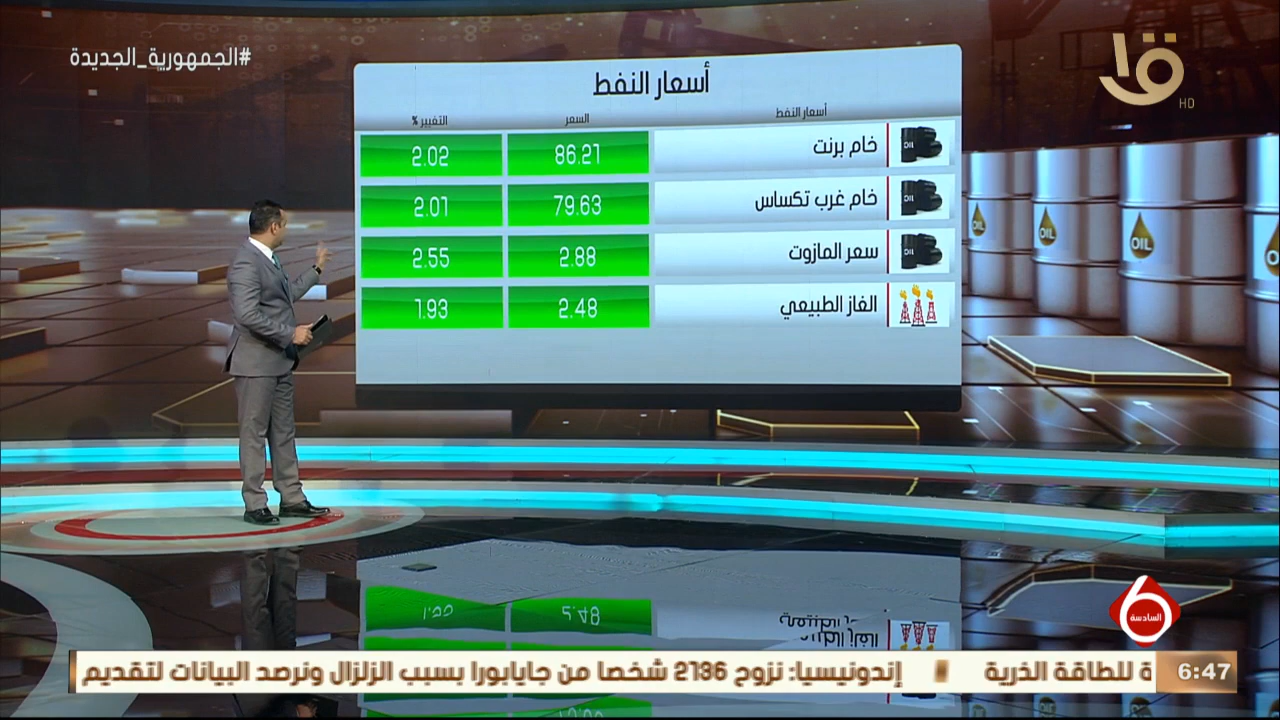 #الجمهورية_الجديدة
الأولى
HD
أسعار النفط
أسعار النفط السعر التغيير %
خام برنت 86.21 2.02
خام غرب تكساس 79.63 2.01
سعر المازوت 2.88 2.55
الغاز الطبيعي 2.48 1.93
OIL
OIL
OIL
OIL
6
السادسة
6:47
ة للطاقة الذرية
إندونيسيا: نزوح 2136 شخصا من جايابورا بسبب الزلزال ونرصد البيانات لتقديم